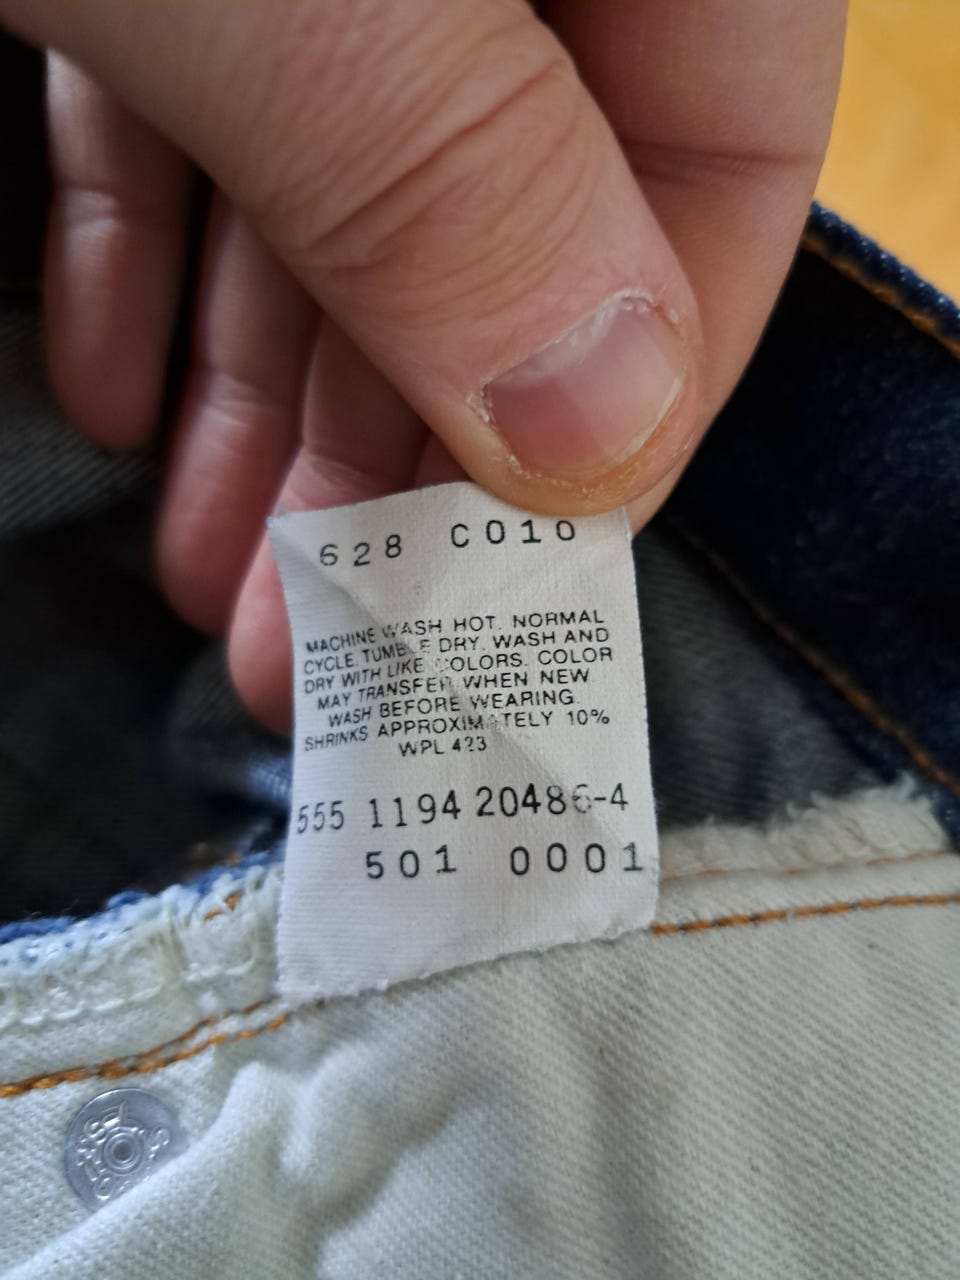 628 C010
MACHINE WASH HOT. NORMAL
CYCLE. TUMBLE DRY. WASH AND
DRY WITH LIKE COLORS. COLOR
MAY TRANSFER WHEN NEW.
WASH BEFORE WEARING.
SHRINKS APPROXIMATELY 10%
WPL 423
555 1194 20486-4
501 0001